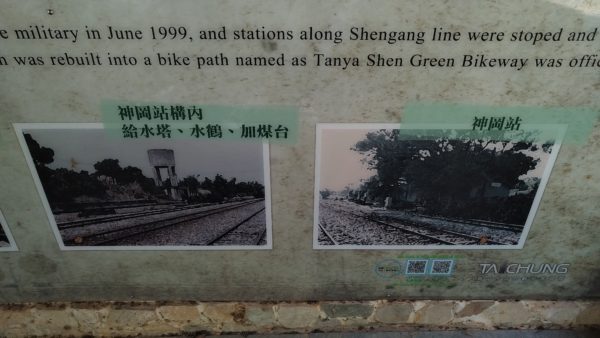 e military in June 1999, and stations along Shengang line were stoped and
n was rebuilt into a bike path named as Tanya Shen Green Bikeway was offic
神岡站構內
給水塔、水鶴、加煤台
神岡站
TAICHUNG